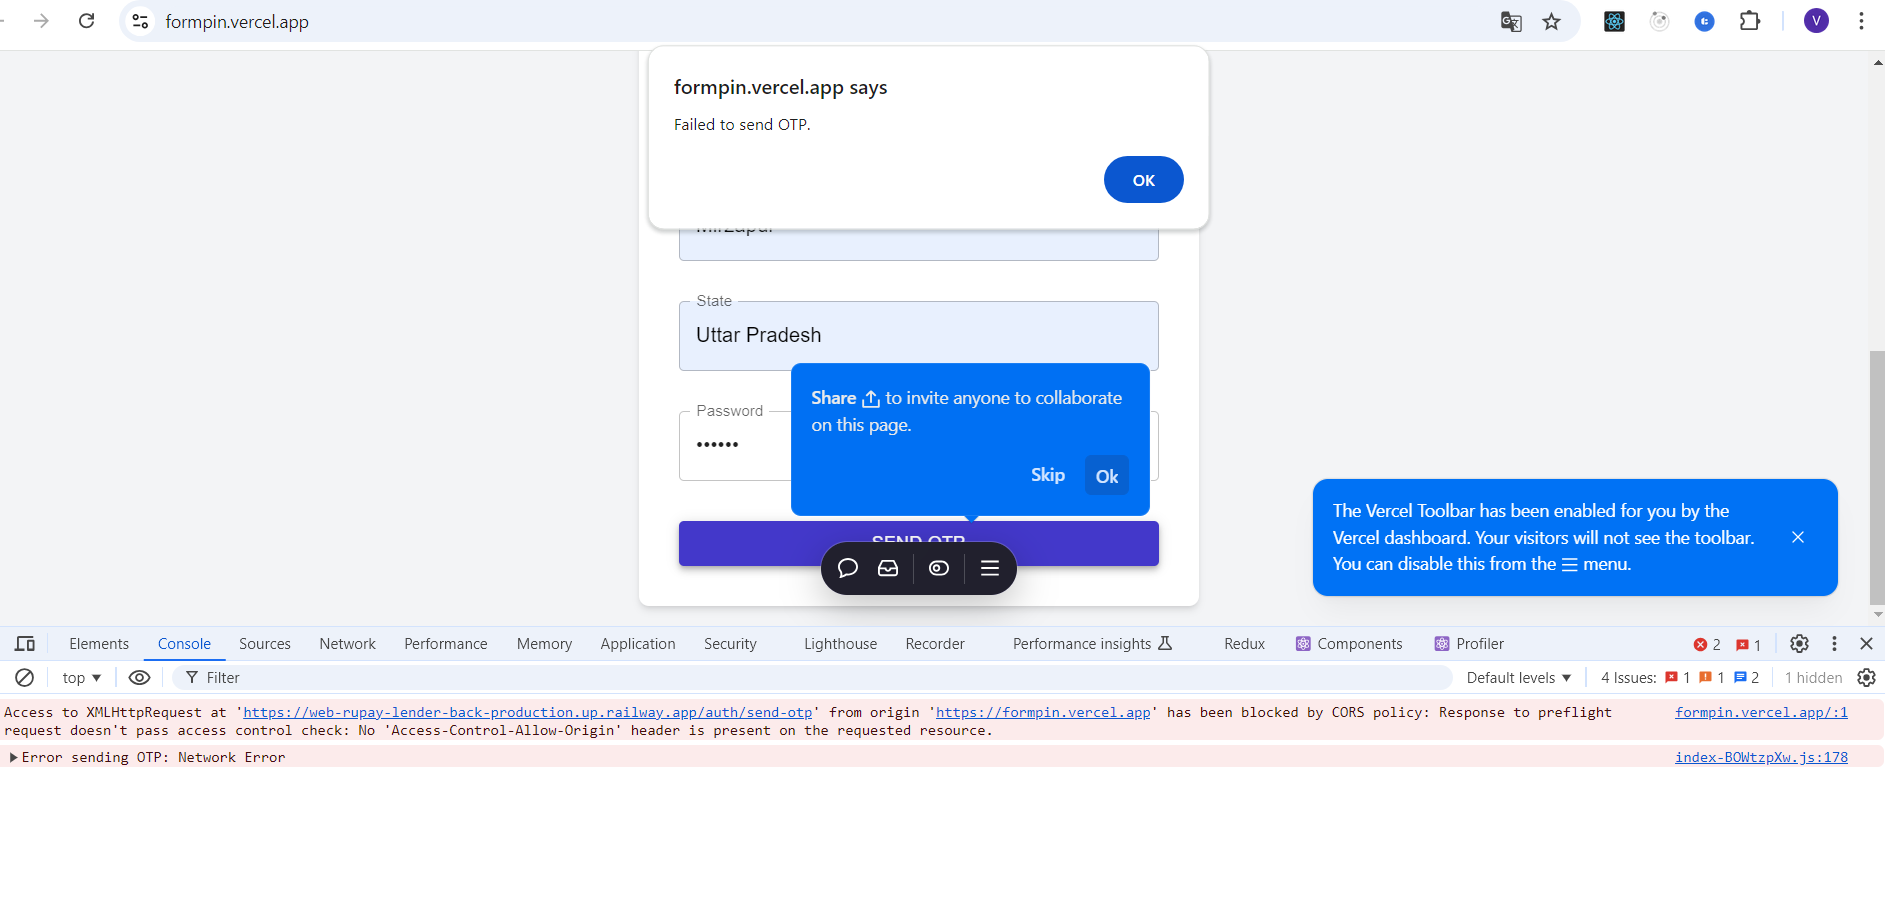 formpin.vercel.app
V
formpin.vercel.app says
Failed to send OTP.
OK
Mirzapur
State
Uttar Pradesh
Password
Share to invite anyone to collaborate
on this page.
Skip
Ok
SEND OTP
The Vercel Toolbar has been enabled for you by the
Vercel dashboard. Your visitors will not see the toolbar.
You can disable this from the menu.
Elements Console Sources Network Performance Memory Application Security Lighthouse Recorder Performance insights Redux Components Profiler 2 1
top Filter Default levels 4 Issues: 1 1 2 1 hidden
Access to XMLHttpRequest at 'https://web-rupay-lender-back-production.up.railway.app/auth/send-otp' from origin 'https://formpin.vercel.app' has been blocked by CORS policy: Response to preflight formpin.vercel.app/:1
request doesn't pass access control check: No 'Access-Control-Allow-Origin' header is present on the requested resource.
Error sending OTP: Network Error index-BOWtzpXw.js:178